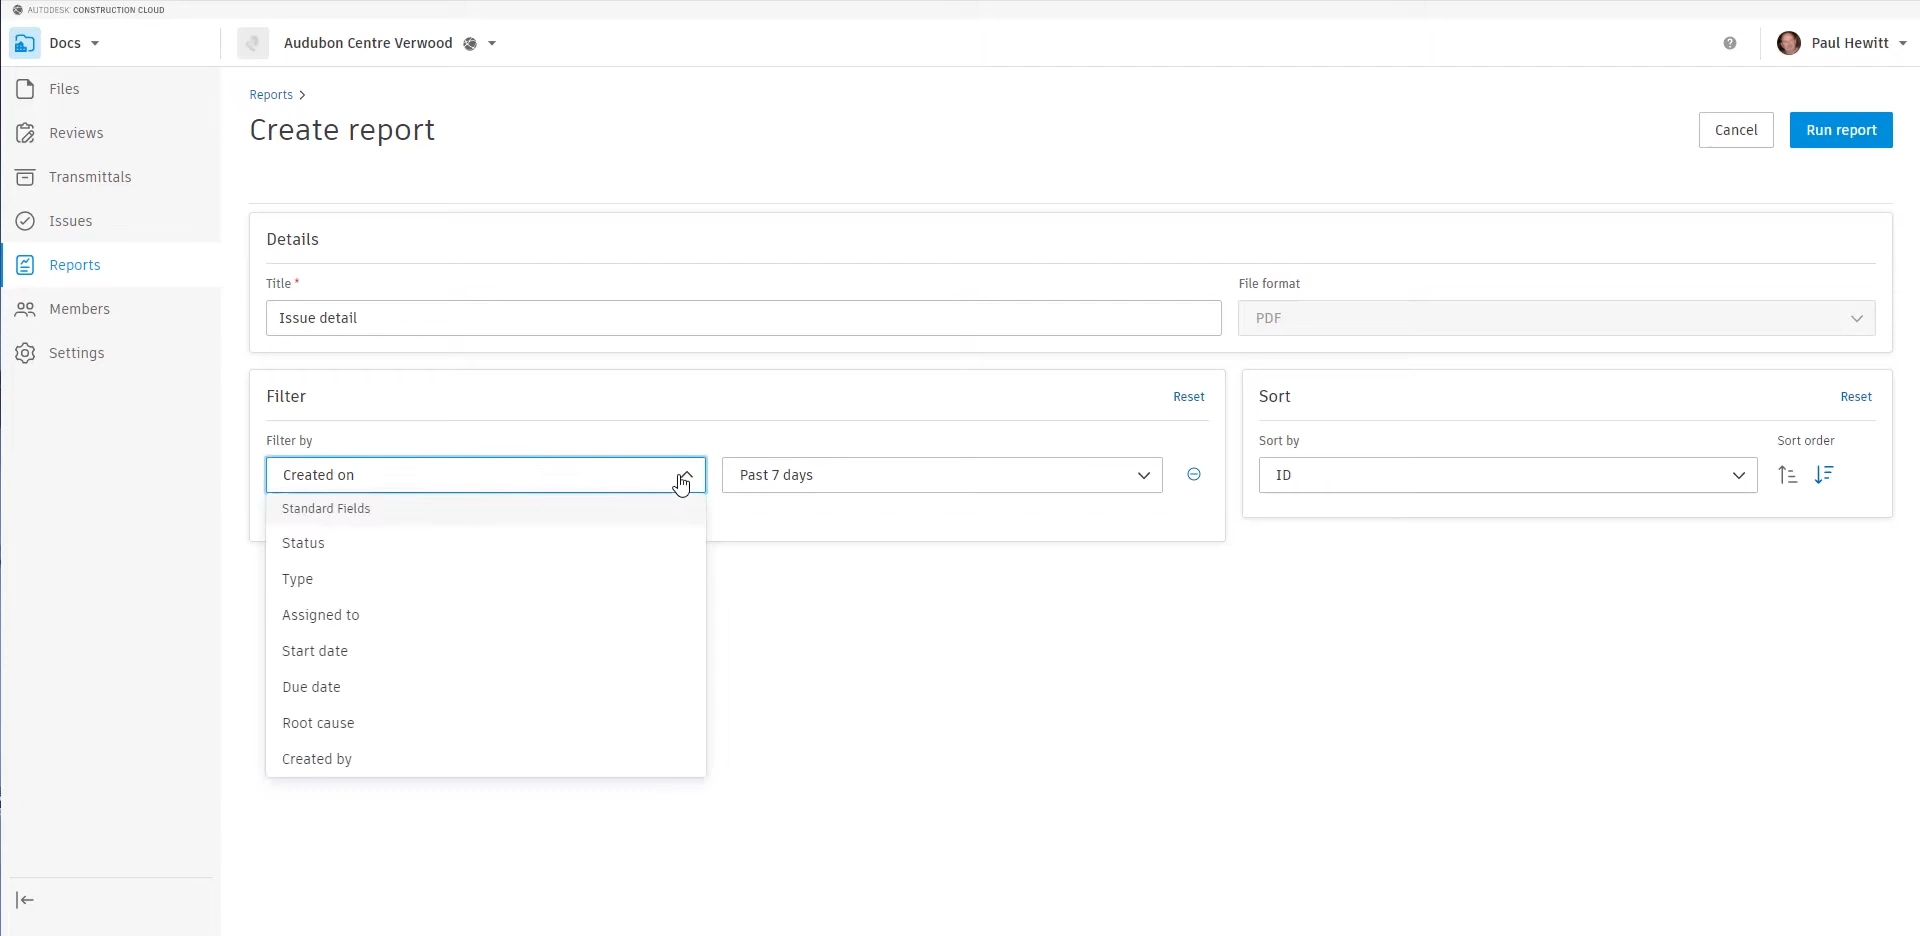 AUTODESK CONSTRUCTION CLOUD
Docs
Audubon Centre Verwood
Paul Hewitt
Files
Reviews
Transmittals
Issues
Reports
Members
Settings
Reports
Create report
Cancel
Run report
Details
Title *
File format
Issue detail
PDF
Filter
Reset
Sort
Reset
Filter by
Sort by
Sort order
Created on
Past 7 days
ID
Standard Fields
Status
Type
Assigned to
Start date
Due date
Root cause
Created by